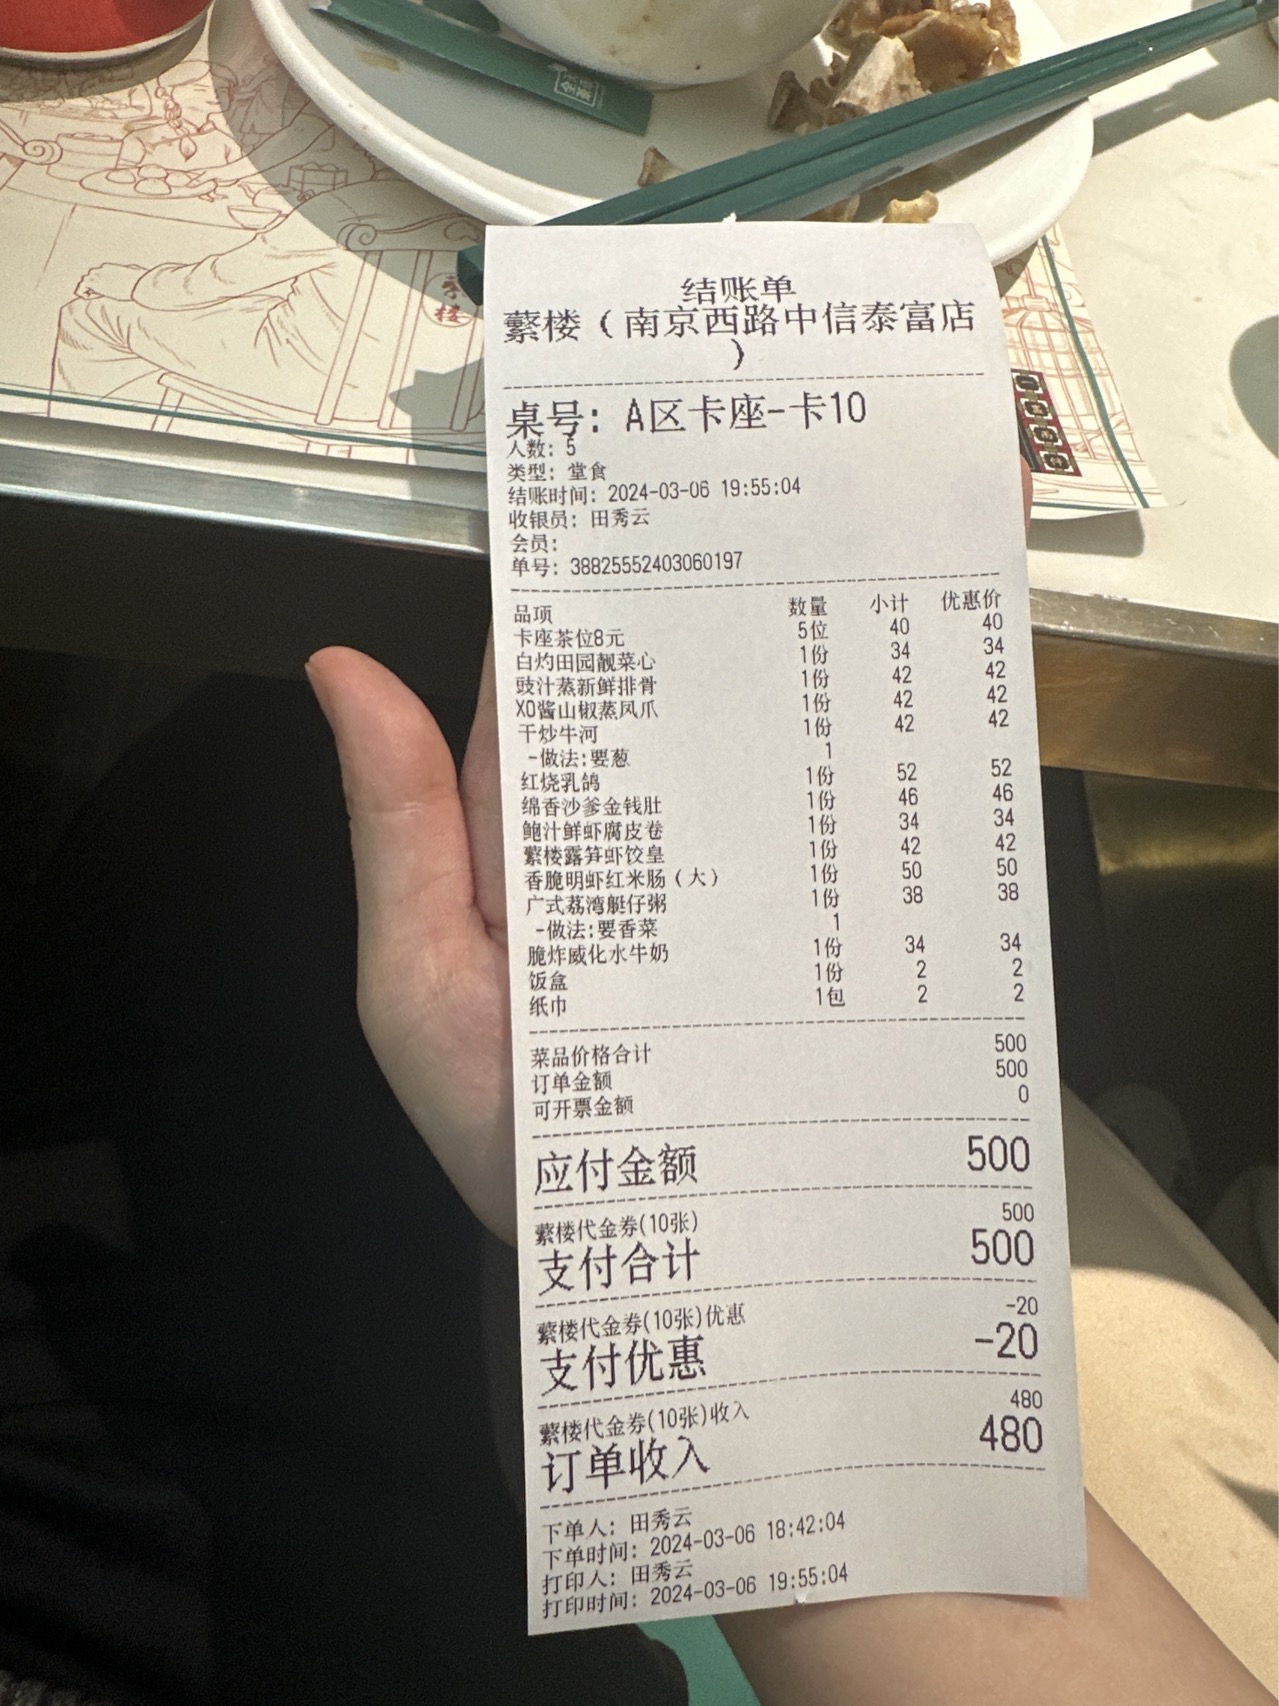 结账单
蘩楼（南京西路中信泰富店
）
桌号: A区卡座-卡10
人数: 5
类型: 堂食
结账时间: 2024-03-06 19:55:04
收银员: 田秀云
会员:
单号: 38825552403060197
品项 数量 小计 优惠价
卡座茶位8元 5位 40 40
白灼田园靓菜心 1份 34 34
豉汁蒸新鲜排骨 1份 42 42
XO酱山椒蒸凤爪 1份 42 42
干炒牛河 1份 42 42
-做法:要葱 1
红烧乳鸽 1份 52 52
绵香沙爹金钱肚 1份 46 46
鲍汁鲜虾腐皮卷 1份 34 34
蘩楼露笋虾饺皇 1份 42 42
香脆明虾红米肠（大） 1份 50 50
广式荔湾艇仔粥 1份 38 38
-做法:要香菜 1
脆炸威化水牛奶 1份 34 34
饭盒 1份 2 2
纸巾 1包 2 2
菜品价格合计 500
订单金额 500
可开票金额 0
应付金额 500
蘩楼代金券(10张) 500
支付合计 500
蘩楼代金券(10张)优惠 -20
支付优惠 -20
蘩楼代金券(10张)收入 480
订单收入 480
下单人: 田秀云
下单时间: 2024-03-06 18:42:04
打印人: 田秀云
打印时间: 2024-03-06 19:55:04